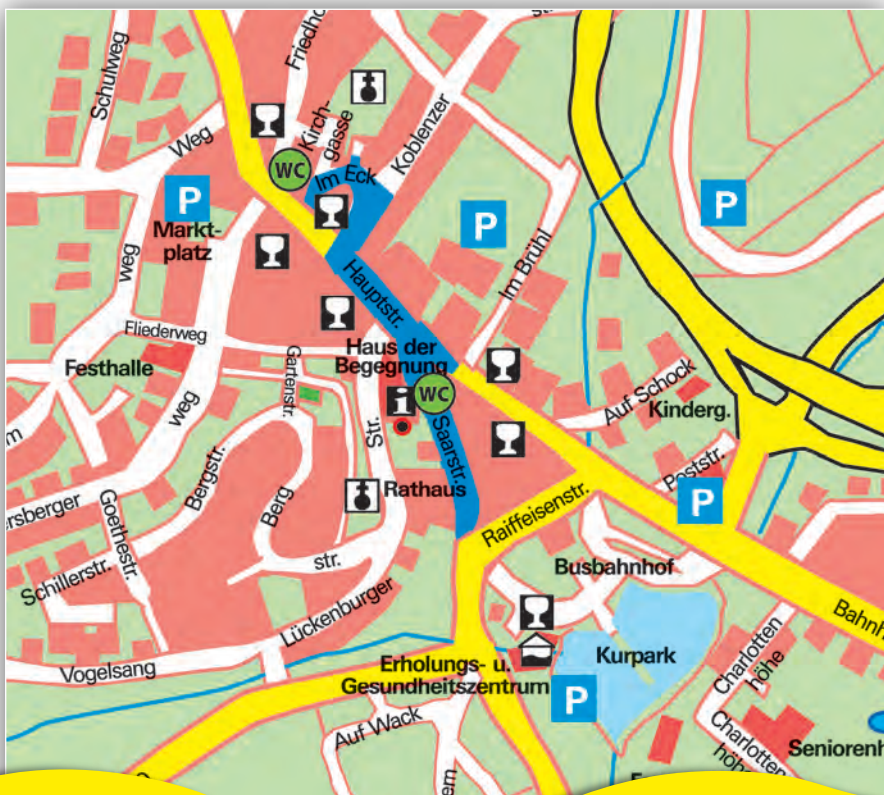 Schulweg
Friedho
str.
Weg
Kirch-
gasse
Koblenzer
WC
Im Eck
P
P
P
Markt-
platz
weg
Hauptstr.
Im Brühl
Fliederweg
Haus der
Begegnung
Festhalle
Gartenstr.
WC
i
Auf Schock
Kinderg.
weg
Str.
Saarstr.
Poststr.
Bergstr.
Rathaus
P
ersberger
Goethestr.
Berg
Raiffeisenstr.
Schillerstr.
str.
Busbahnhof
Lückenburger
Bahnh
Vogelsang
Erholungs- u.
Gesundheitszentrum
Kurpark
P
Charlotten
höhe
Auf Wack
Charlotten
höhe
Seniorenh